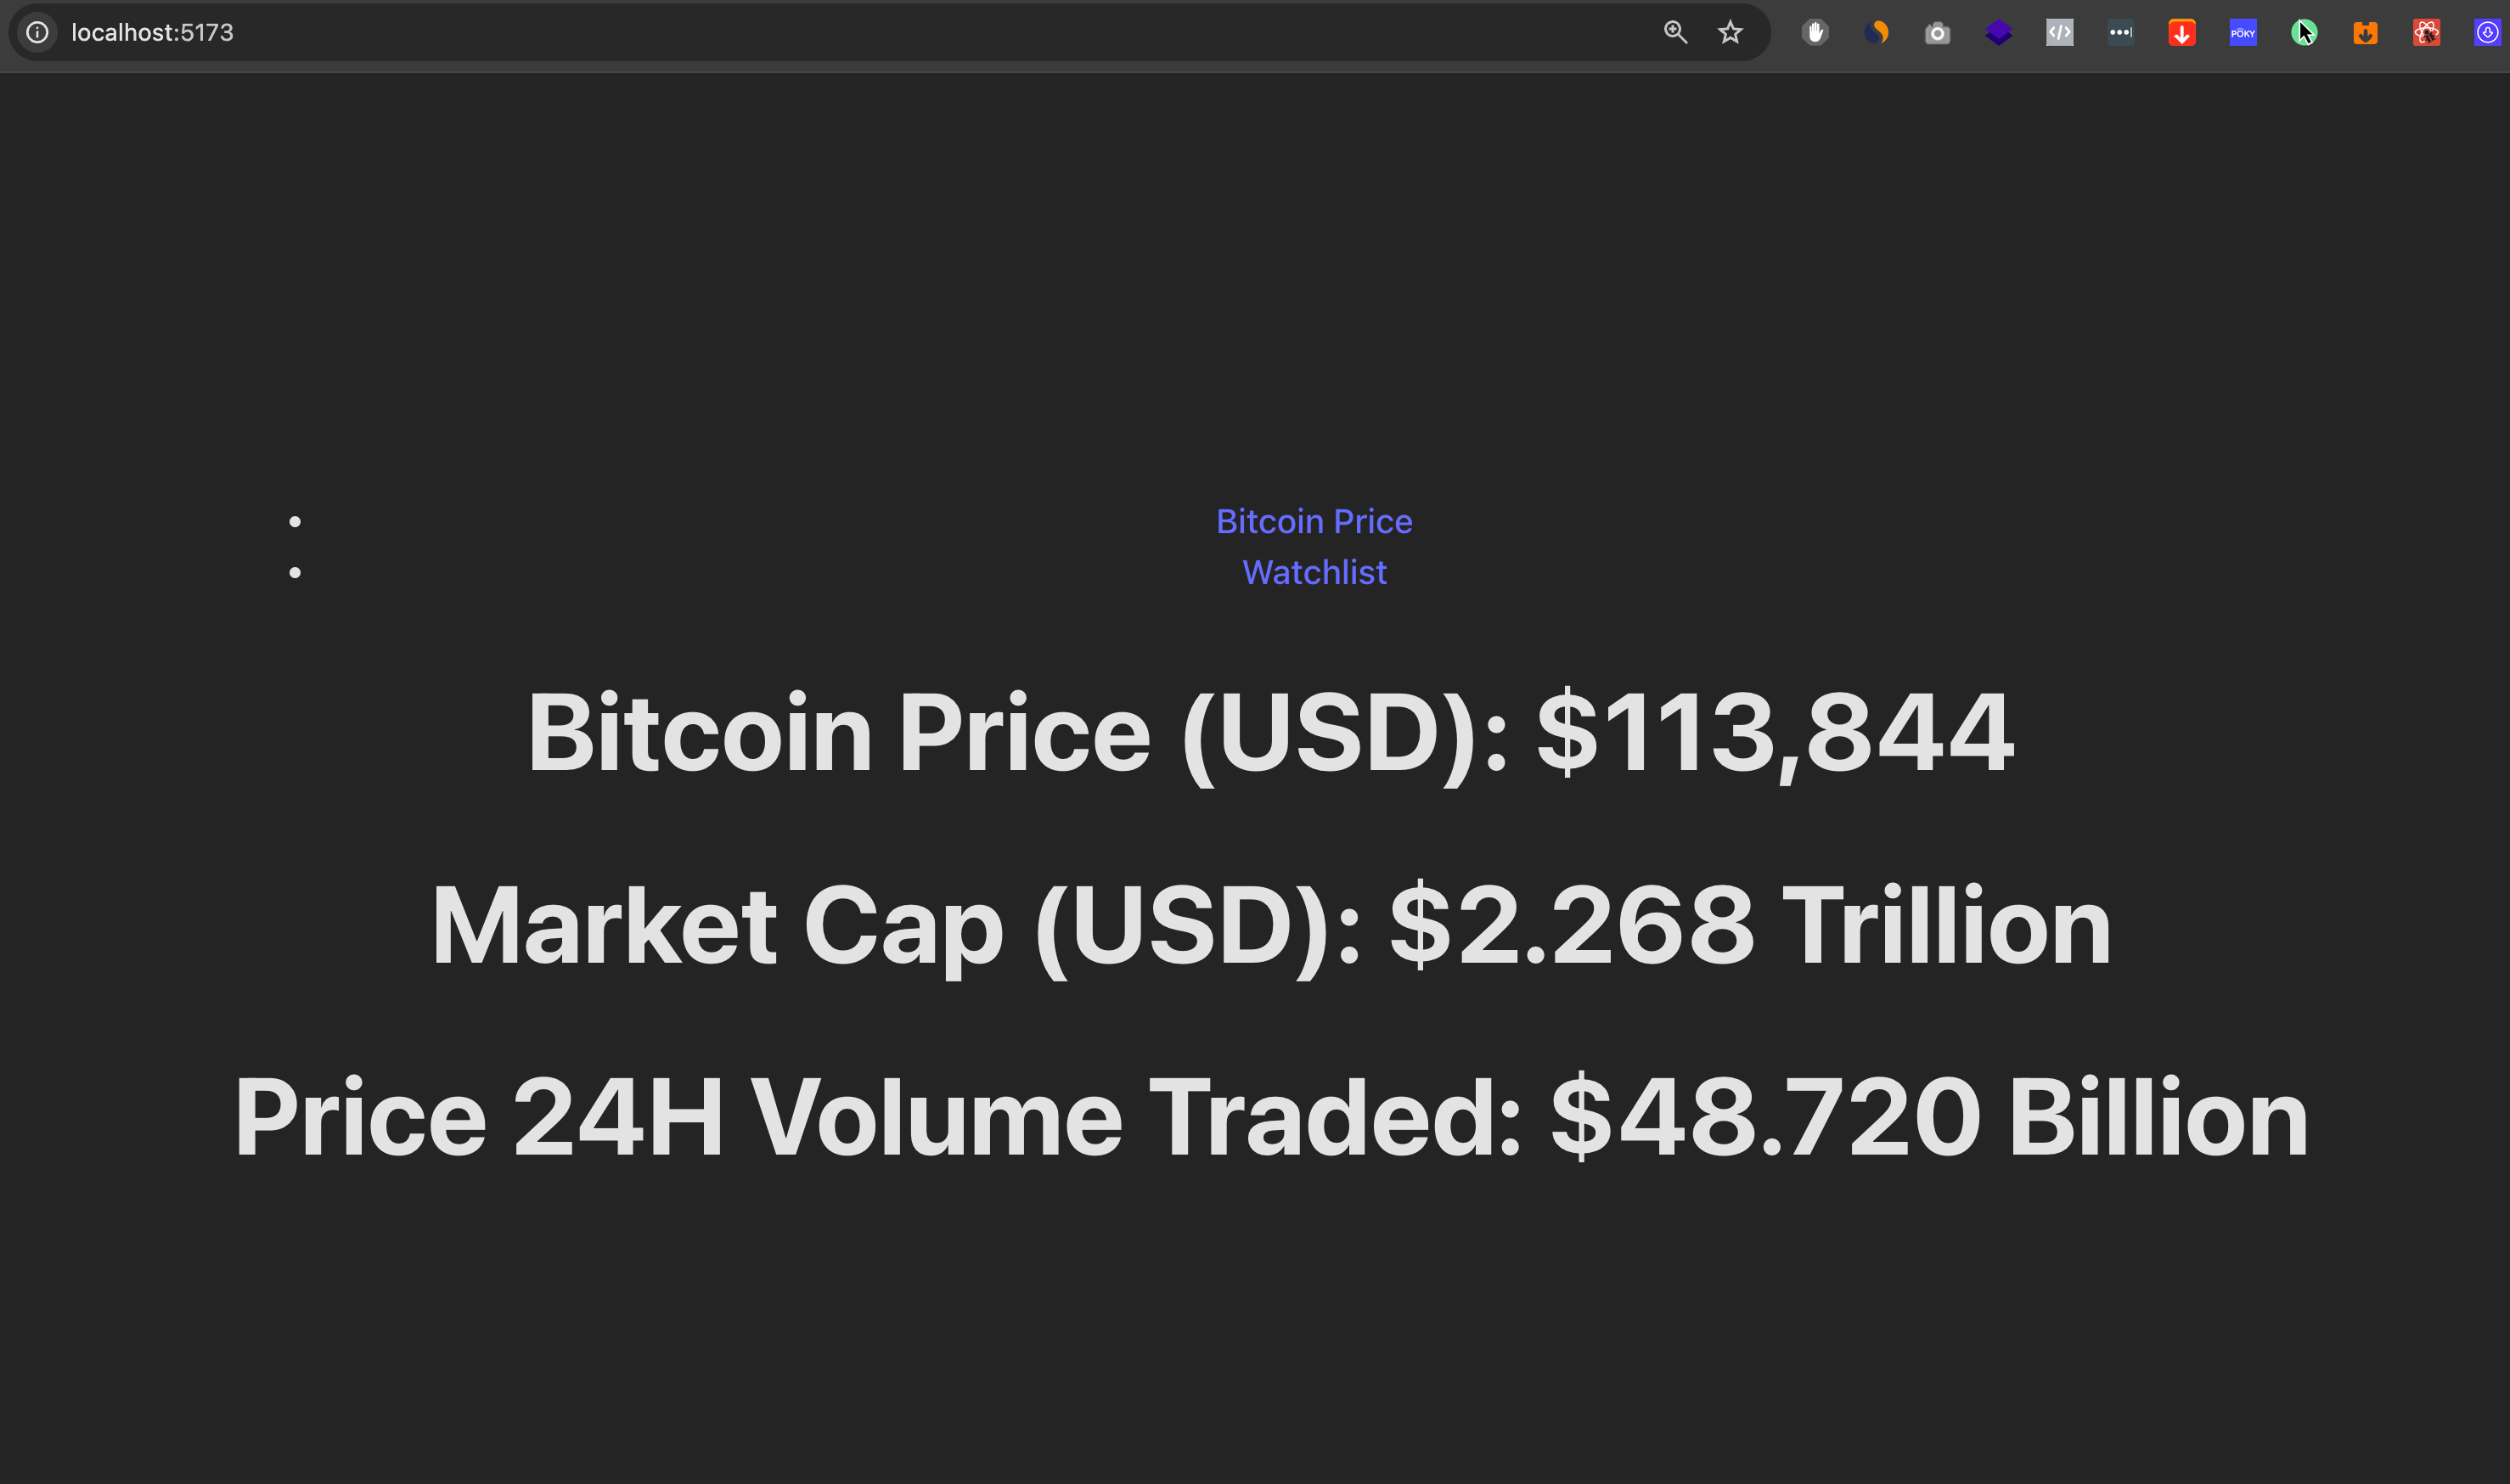 localhost:5173
POKY
Bitcoin Price
Watchlist
Bitcoin Price (USD): $113,844
Market Cap (USD): $2.268 Trillion
Price 24H Volume Traded: $48.720 Billion